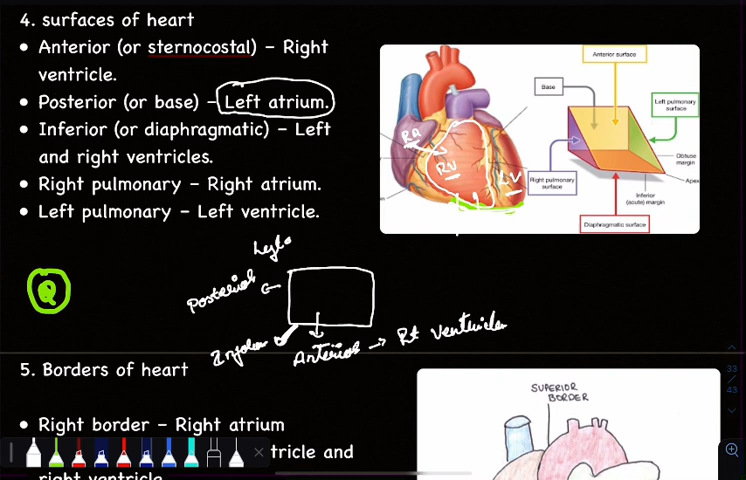 4. surfaces of heart
• Anterior (or sternocostal) – Right
ventricle.
• Posterior (or base) – Left atrium.
• Inferior (or diaphragmatic) – Left
and right ventricles.
• Right pulmonary – Right atrium.
• Left pulmonary – Left ventricle.
RA
RV
LV
Anterior surface
Base
Left pulmonary
surface
Right pulmonary
surface
Obtuse
margin
Apex
Inferior
(acute) margin
Diaphragmatic surface
Q
Posterior
Anterior → Rt ventricle
5. Borders of heart
33
/
43
• Right border – Right atrium
tricle and
right ventricle
SUPERIOR
BORDER